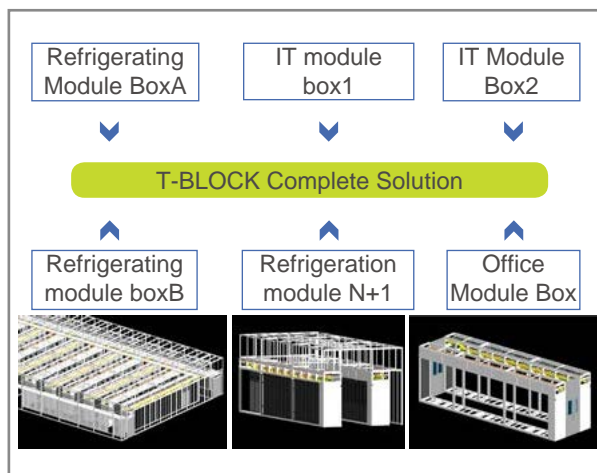 Refrigerating
Module BoxA
IT module
box1
IT Module
Box2
T-BLOCK Complete Solution
Refrigrating
module boxB
Refrigeration
module N+1
Office
Module Box